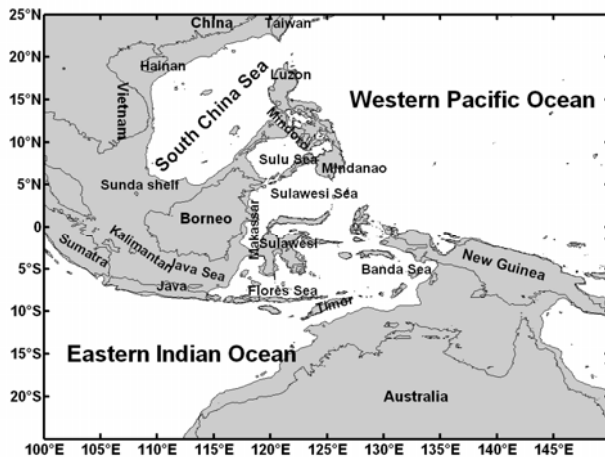 25°N
China
Taiwan
20°N
Hainan
Luzon
15°N
Vietnam
South China Sea
Western Pacific Ocean
10°N
Mindoro
Sulu Sea
Mindanao
5°N
Sunda shelf
Sulawesi Sea
0
Borneo
Makassar
Sulawesi
Sumatra
Kalimantan
Java Sea
Banda Sea
New Guinea
5°S
Java
Flores Sea
10°S
Timor
15°S
Eastern Indian Ocean
20°S
Australia
100°E 105°E 110°E 115°E 120°E 125°E 130°E 135°E 140°E 145°E